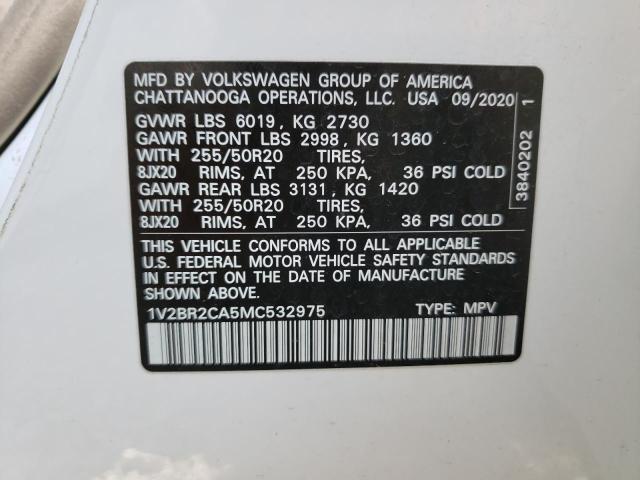 MFD BY VOLKSWAGEN GROUP OF AMERICA
CHATTANOOGA OPERATIONS, LLC. USA 09/2020
GVWR LBS 6019, KG 2730
GAWR FRONT LBS 2998, KG 1360
WITH 255/50R20 TIRES,
8JX20 RIMS, AT 250 KPA, 36 PSI COLD
GAWR REAR LBS 3131, KG 1420
WITH 255/50R20 TIRES,
8JX20 RIMS, AT 250 KPA, 36 PSI COLD
THIS VEHICLE CONFORMS TO ALL APPLICABLE
U.S. FEDERAL MOTOR VEHICLE SAFETY STANDARDS
IN EFFECT ON THE DATE OF MANUFACTURE
SHOWN ABOVE.
1V2BR2CA5MC532975 TYPE: MPV
3840202 1